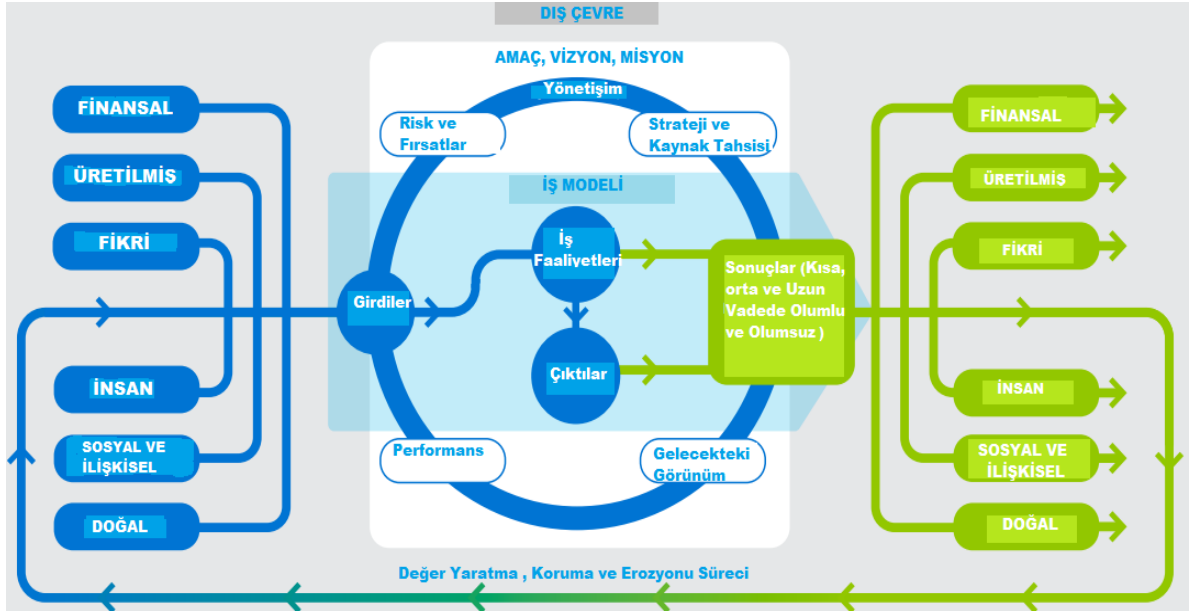 DIŞ ÇEVRE
AMAÇ, VİZYON, MİSYON
Yönetişim
Risk ve
Fırsatlar
Strateji ve
Kaynak Tahsisi
İŞ MODELİ
FİNANSAL
ÜRETİLMİŞ
FİKRİ
İNSAN
SOSYAL VE
İLİŞKİSEL
DOĞAL
Girdiler
İş
Faaliyetleri
Çıktılar
Sonuçlar (Kısa,
orta ve Uzun
Vadede Olumlu
ve Olumsuz )
Performans
Gelecekteki
Görünüm
FİNANSAL
ÜRETİLMİŞ
FİKRİ
İNSAN
SOSYAL VE
İLİŞKİSEL
DOĞAL
Değer Yaratma , Koruma ve Erozyonu Süreci